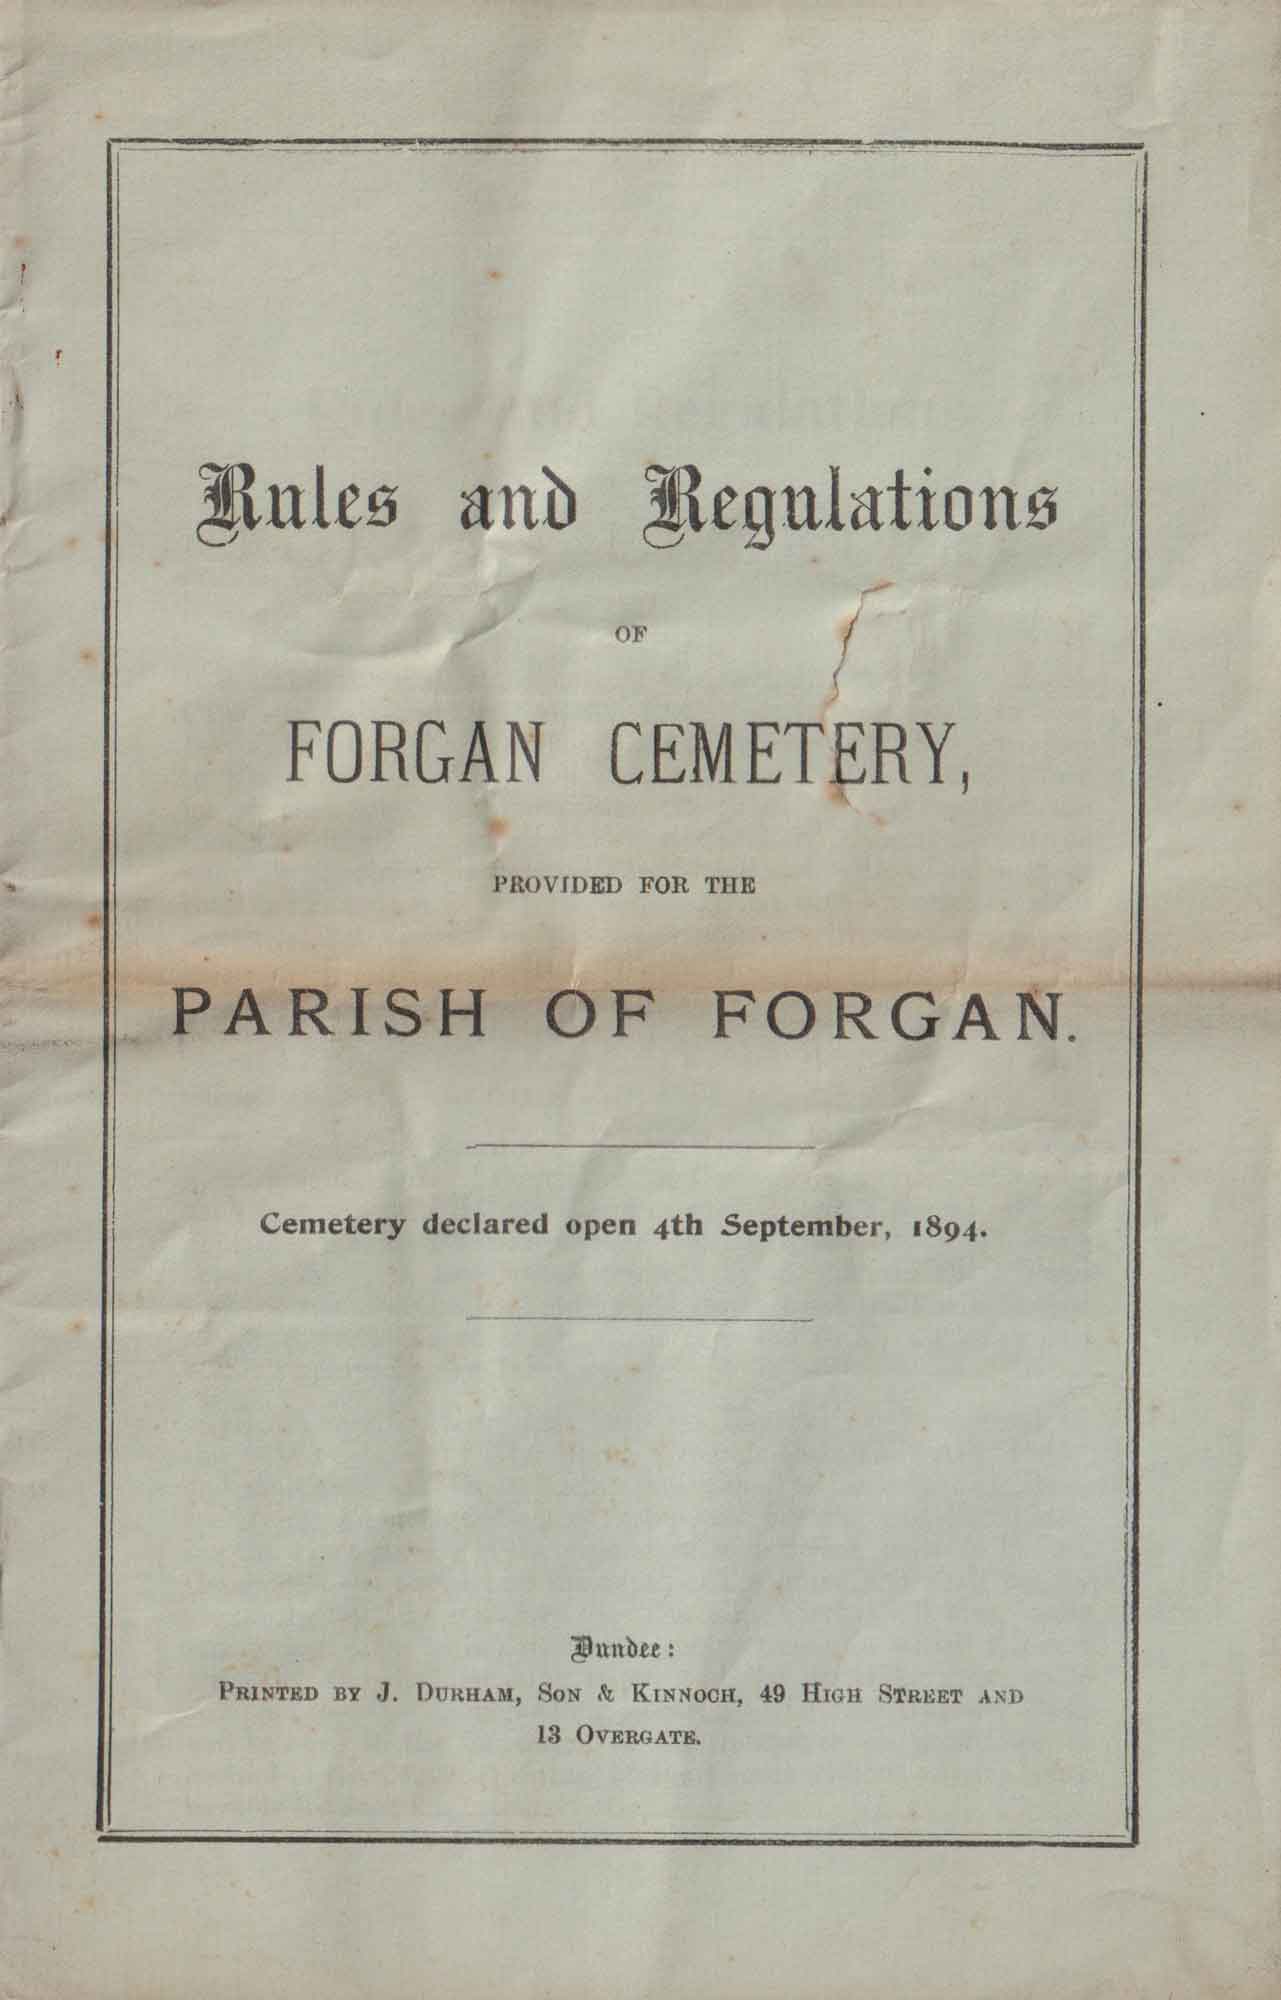 Rules and Regulations
OF
FORGAN CEMETERY,
PROVIDED FOR THE
PARISH OF FORGAN.
Cemetery declared open 4th September, 1894.
Dundee:
PRINTED BY J. DURHAM, SON & KINNOCH, 49 HIGH STREET AND
13 OVERGATE.